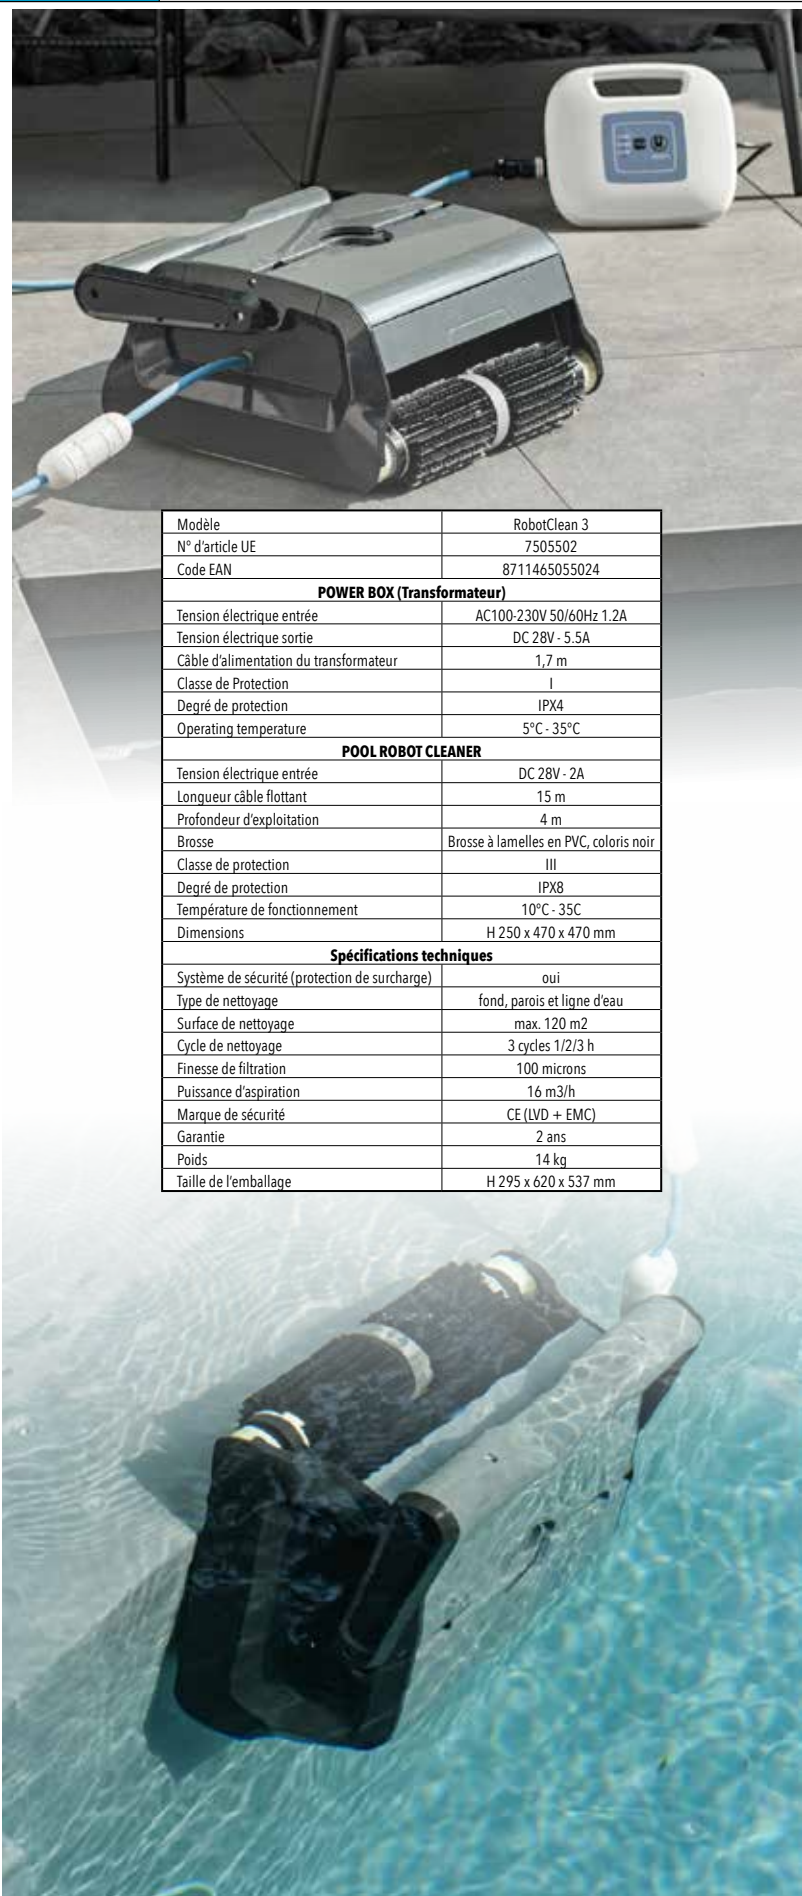 Modèle RobotClean 3
N° d'article UE 7505502
Code EAN 8711465055024
POWER BOX (Transformateur)
Tension électrique entrée AC100-230V 50/60Hz 1.2A
Tension électrique sortie DC 28V - 5.5A
Câble d'alimentation du transformateur 1,7 m
Classe de Protection I
Degré de protection IPX4
Operating temperature 5°C - 35°C
POOL ROBOT CLEANER
Tension électrique entrée DC 28V - 2A
Longueur câble flottant 15 m
Profondeur d'exploitation 4 m
Brosse Brosse à lamelles en PVC, coloris noir
Classe de protection III
Degré de protection IPX8
Température de fonctionnement 10°C - 35C
Dimensions H 250 x 470 x 470 mm
Spécifications techniques
Système de sécurité (protection de surcharge) oui
Type de nettoyage fond, parois et ligne d'eau
Surface de nettoyage max. 120 m2
Cycle de nettoyage 3 cycles 1/2/3 h
Finesse de filtration 100 microns
Puissance d'aspiration 16 m3/h
Marque de sécurité CE (LVD + EMC)
Garantie 2 ans
Poids 14 kg
Taille de l'emballage H 295 x 620 x 537 mm